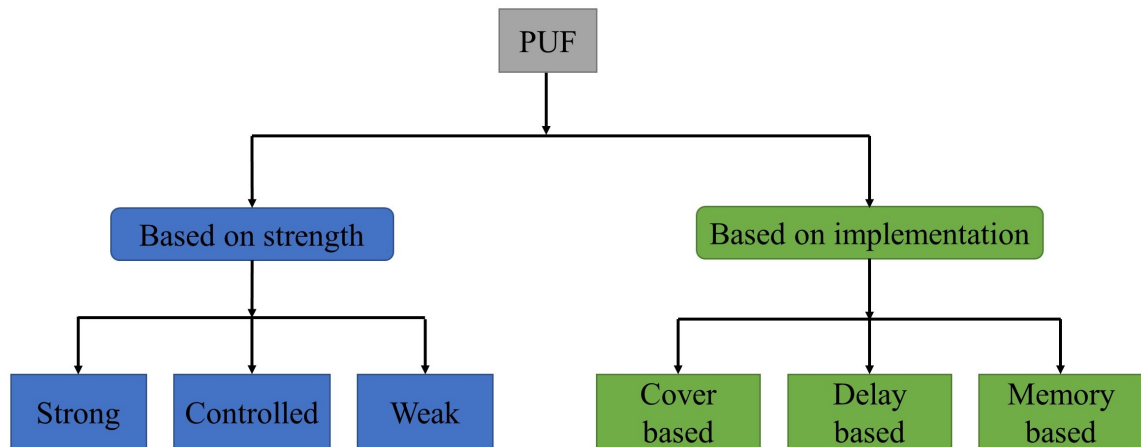 PUF
Based on strength
Based on implementation
Strong
Controlled
Weak
Cover
based
Delay
based
Memory
based